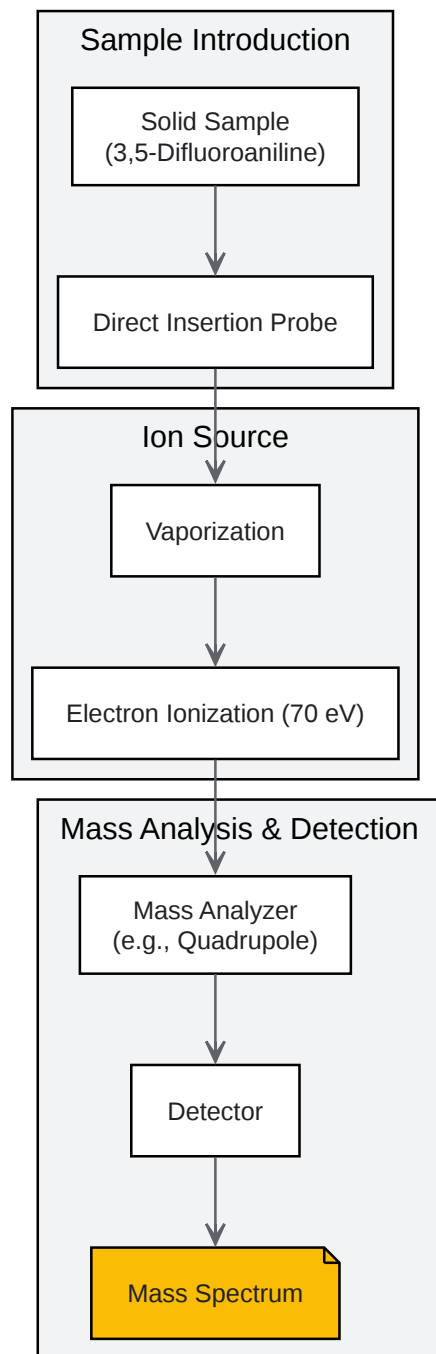 Sample Introduction
Solid Sample
(3,5-Difluoroaniline)
Direct Insertion Probe
Ion Source
Vaporization
Electron Ionization (70 eV)
Mass Analysis & Detection
Mass Analyzer
(e.g., Quadrupole)
Detector
Mass Spectrum